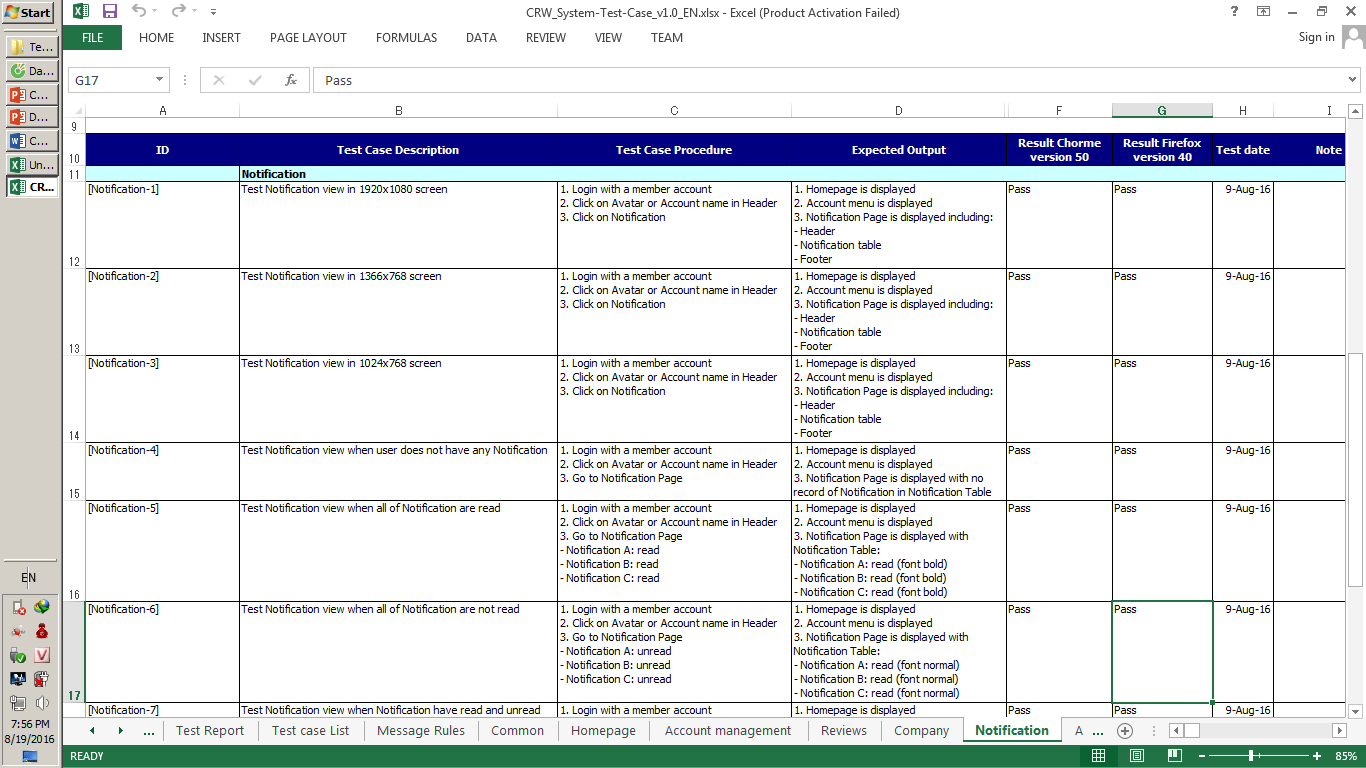 Start
CRW_System-Test-Case_v1.0_EN.xlsx - Excel (Product Activation Failed)
FILE HOME INSERT PAGE LAYOUT FORMULAS DATA REVIEW VIEW TEAM
Sign in
G17
fx
Pass
A B C D F G H I
9
10
ID
Test Case Description
Test Case Procedure
Expected Output
Result Chorme
version 50
Result Firefox
version 40
Test date
Note
11
Notification
12
[Notification-1]
Test Notification view in 1920x1080 screen
1. Login with a member account
2. Click on Avatar or Account name in Header
3. Click on Notification
1. Homepage is displayed
2. Account menu is displayed
3. Notification Page is displayed including:
- Header
- Notification table
- Footer
Pass
Pass
9-Aug-16
13
[Notification-2]
Test Notification view in 1366x768 screen
1. Login with a member account
2. Click on Avatar or Account name in Header
3. Click on Notification
1. Homepage is displayed
2. Account menu is displayed
3. Notification Page is displayed including:
- Header
- Notification table
- Footer
Pass
Pass
9-Aug-16
14
[Notification-3]
Test Notification view in 1024x768 screen
1. Login with a member account
2. Click on Avatar or Account name in Header
3. Click on Notification
1. Homepage is displayed
2. Account menu is displayed
3. Notification Page is displayed including:
- Header
- Notification table
- Footer
Pass
Pass
9-Aug-16
15
[Notification-4]
Test Notification view when user does not have any Notification
1. Login with a member account
2. Click on Avatar or Account name in Header
3. Go to Notification Page
1. Homepage is displayed
2. Account menu is displayed
3. Notification Page is displayed with no
record of Notification in Notification Table
Pass
Pass
9-Aug-16
16
[Notification-5]
Test Notification view when all of Notification are read
1. Login with a member account
2. Click on Avatar or Account name in Header
3. Go to Notification Page
- Notification A: read
- Notification B: read
- Notification C: read
1. Homepage is displayed
2. Account menu is displayed
3. Notification Page is displayed with
Notification Table:
- Notification A: read (font bold)
- Notification B: read (font bold)
- Notification C: read (font bold)
Pass
Pass
9-Aug-16
17
[Notification-6]
Test Notification view when all of Notification are not read
1. Login with a member account
2. Click on Avatar or Account name in Header
3. Go to Notification Page
- Notification A: unread
- Notification B: unread
- Notification C: unread
1. Homepage is displayed
2. Account menu is displayed
3. Notification Page is displayed with
Notification Table:
- Notification A: read (font normal)
- Notification B: read (font normal)
- Notification C: read (font normal)
Pass
Pass
9-Aug-16
[Notification-7]
Test Notification view when Notification have read and unread
1. Login with a member account
1. Homepage is displayed
Pass
Pass
9-Aug-16
... Test Report Test case List Message Rules Common Homepage Account management Reviews Company Notification A ...
READY
85%
Te...
Da...
C...
D...
C...
Un...
CR...
EN
7:56 PM
8/19/2016